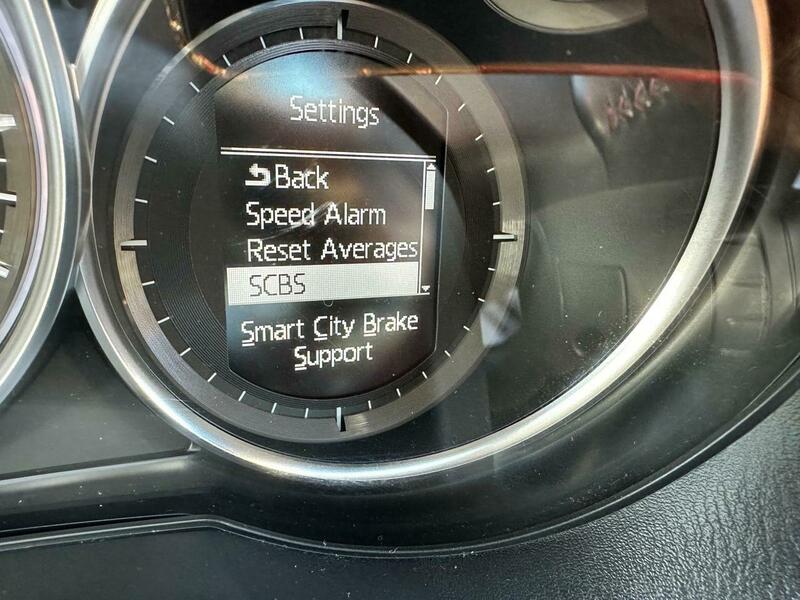 Settings
Back
Speed Alarm
Reset Averages
SCBS
Smart City Brake
Support